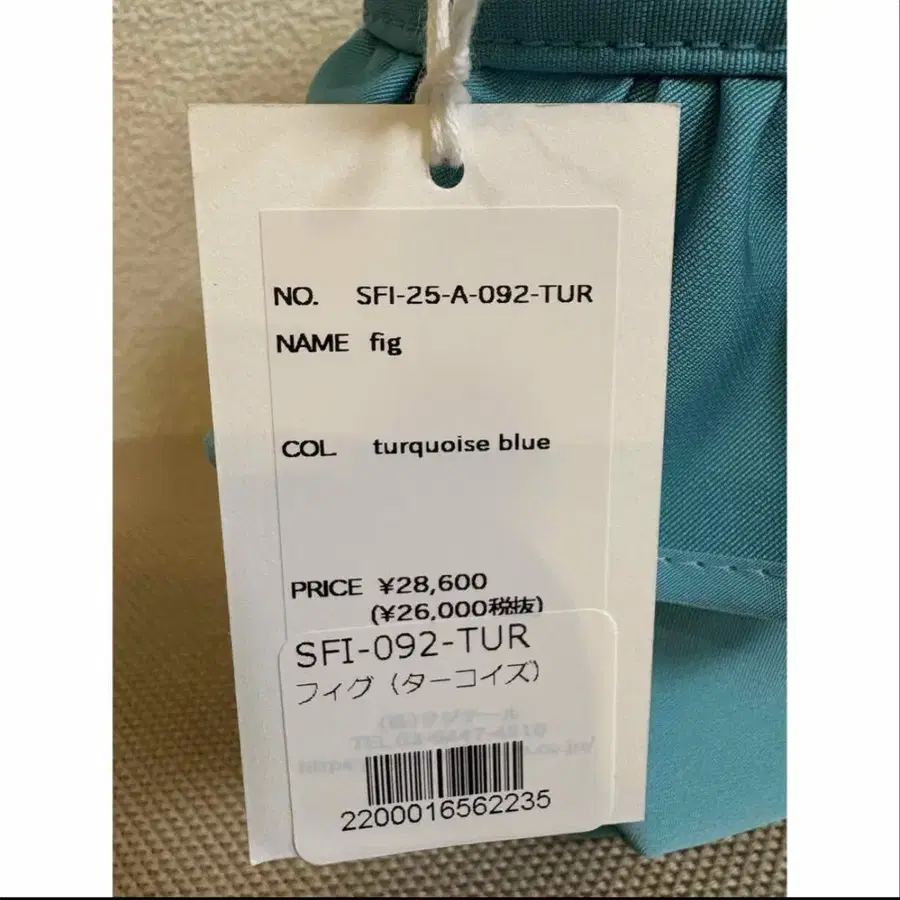 NO. SFI-25-A-092-TUR
NAME fig
COL. turquoise blue
PRICE ¥28,600
(¥26,000税抜)
SFI-092-TUR
フィグ（ターコイズ）
2200016562235